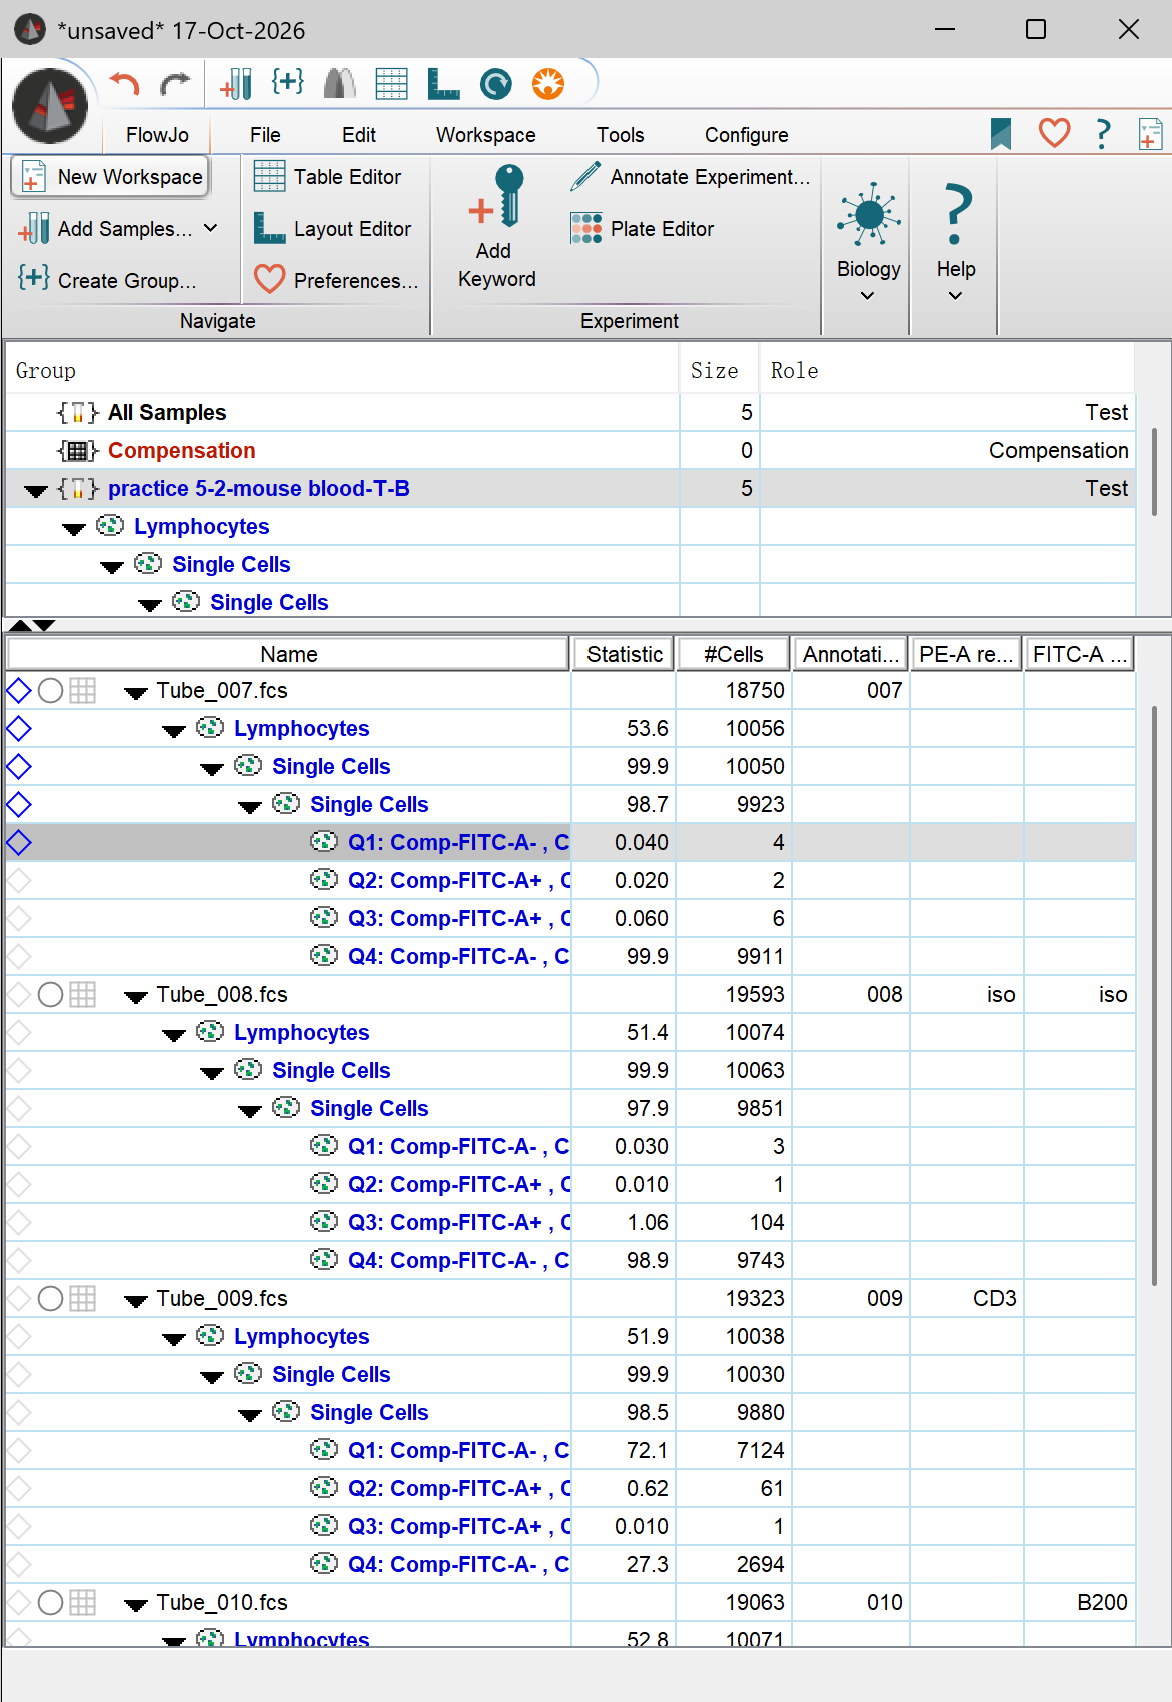 *unsaved* 17-Oct-2026
FlowJo File Edit Workspace Tools Configure
New Workspace
Add Samples...
Create Group...
Navigate
Table Editor
Layout Editor
Preferences...
Add
Keyword
Annotate Experiment...
Plate Editor
Experiment
Biology
Help
Group Size Role
All Samples 5 Test
Compensation 0 Compensation
practice 5-2-mouse blood-T-B 5 Test
Lymphocytes
Single Cells
Single Cells
Name Statistic #Cells Annotati... PE-A re... FITC-A ...
Tube_007.fcs 18750 007
Lymphocytes 53.6 10056
Single Cells 99.9 10050
Single Cells 98.7 9923
Q1: Comp-FITC-A- , C 0.040 4
Q2: Comp-FITC-A+ , C 0.020 2
Q3: Comp-FITC-A+ , C 0.060 6
Q4: Comp-FITC-A- , C 99.9 9911
Tube_008.fcs 19593 008 iso iso
Lymphocytes 51.4 10074
Single Cells 99.9 10063
Single Cells 97.9 9851
Q1: Comp-FITC-A- , C 0.030 3
Q2: Comp-FITC-A+ , C 0.010 1
Q3: Comp-FITC-A+ , C 1.06 104
Q4: Comp-FITC-A- , C 98.9 9743
Tube_009.fcs 19323 009 CD3
Lymphocytes 51.9 10038
Single Cells 99.9 10030
Single Cells 98.5 9880
Q1: Comp-FITC-A- , C 72.1 7124
Q2: Comp-FITC-A+ , C 0.62 61
Q3: Comp-FITC-A+ , C 0.010 1
Q4: Comp-FITC-A- , C 27.3 2694
Tube_010.fcs 19063 010 B200
Lymphocytes 52.8 10071